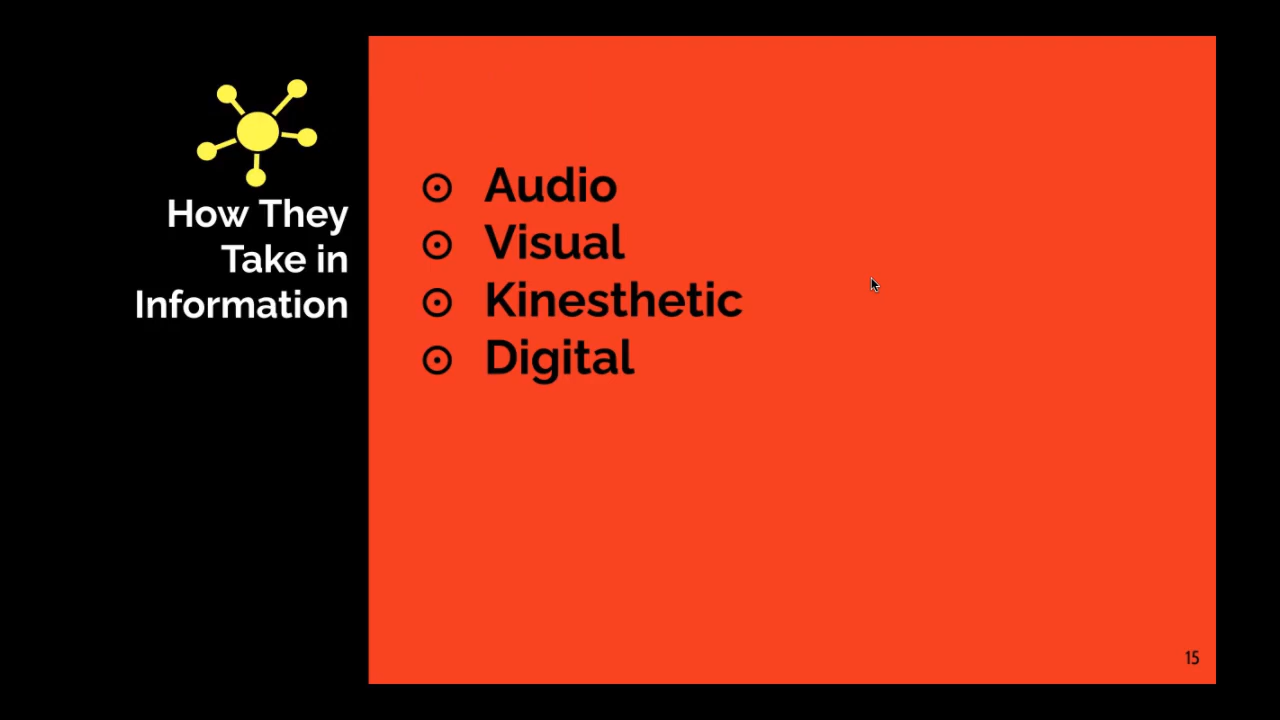 How They
Take in
Information
Audio
Visual
Kinesthetic
Digital
15